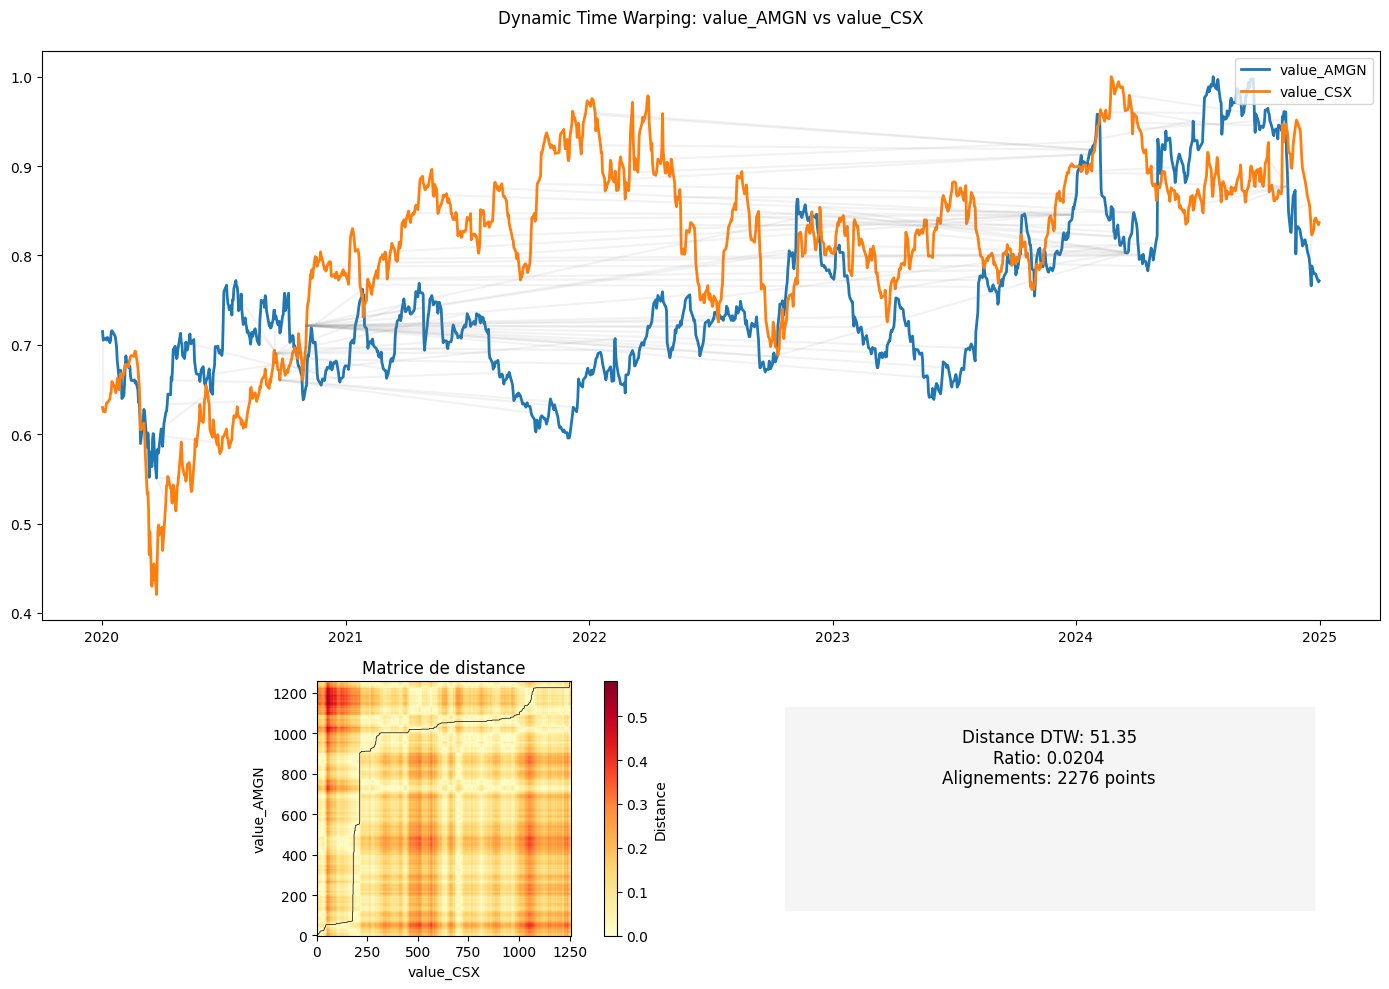 Dynamic Time Warping: value_AMGN vs value_CSX
value_AMGN
value_CSX
1.0
0.9
0.8
0.7
0.6
0.5
0.4
2020 2021 2022 2023 2024 2025
Matrice de distance
value_AMGN
1200
1000
800
600
400
200
0
0 250 500 750 1000 1250
value_CSX
0.5
0.4
0.3
0.2
0.1
0.0
Distance
Distance DTW: 51.35
Ratio: 0.0204
Alignements: 2276 points